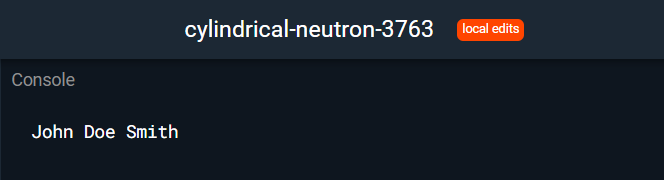 cylindrical-neutron-3763 local edits
Console
John Doe Smith